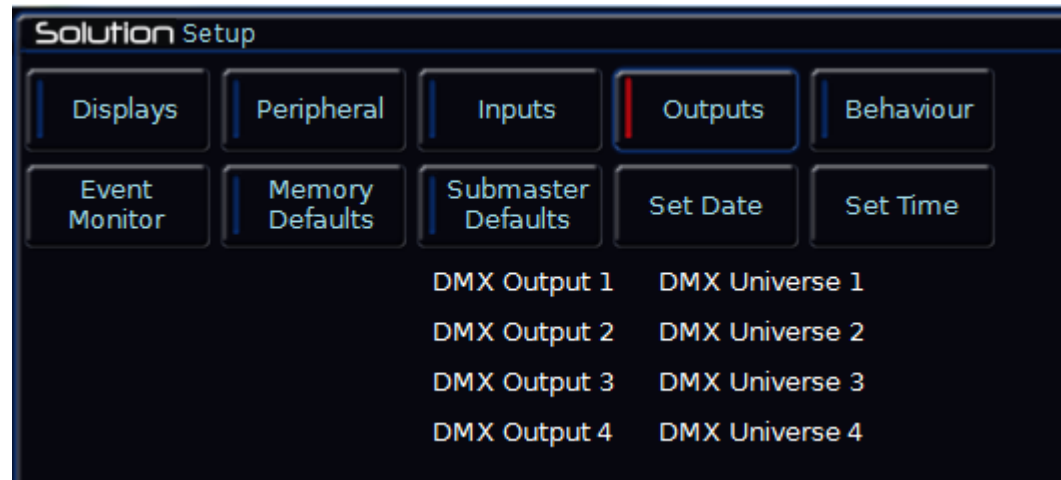 Solution Setup
Displays
Peripheral
Inputs
Outputs
Behaviour
Event
Monitor
Memory
Defaults
Submaster
Defaults
Set Date
Set Time
DMX Output 1 DMX Universe 1
DMX Output 2 DMX Universe 2
DMX Output 3 DMX Universe 3
DMX Output 4 DMX Universe 4